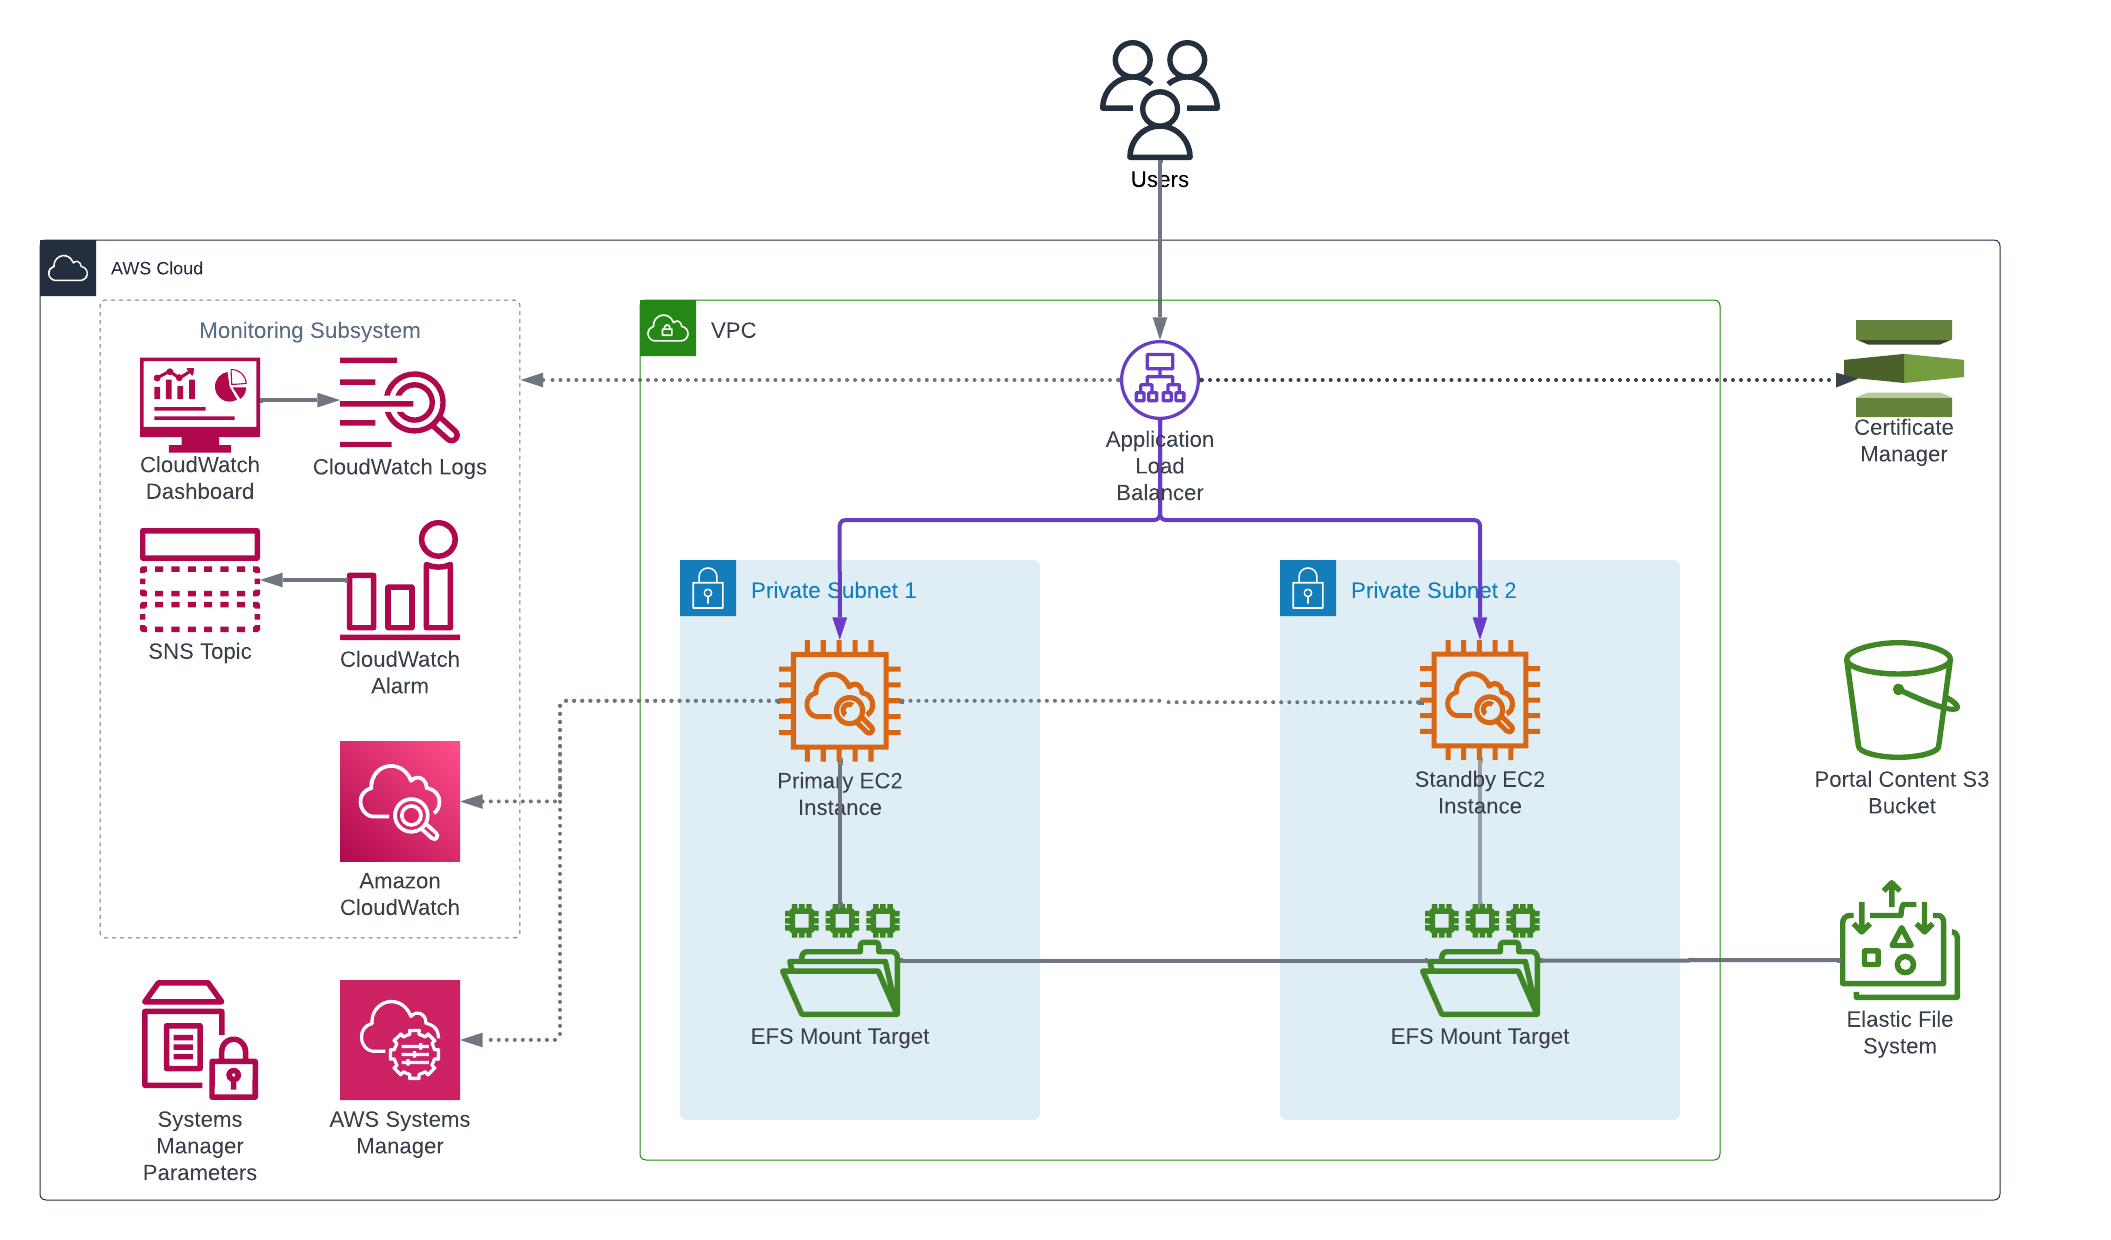 Users
AWS Cloud
Monitoring Subsystem
VPC
CloudWatch
Dashboard
CloudWatch Logs
Application
Load
Balancer
Certificate
Manager
SNS Topic
CloudWatch
Alarm
Private Subnet 1
Private Subnet 2
Primary EC2
Instance
Standby EC2
Instance
Portal Content S3
Bucket
Amazon
CloudWatch
EFS Mount Target
EFS Mount Target
Elastic File
System
Systems
Manager
Parameters
AWS Systems
Manager